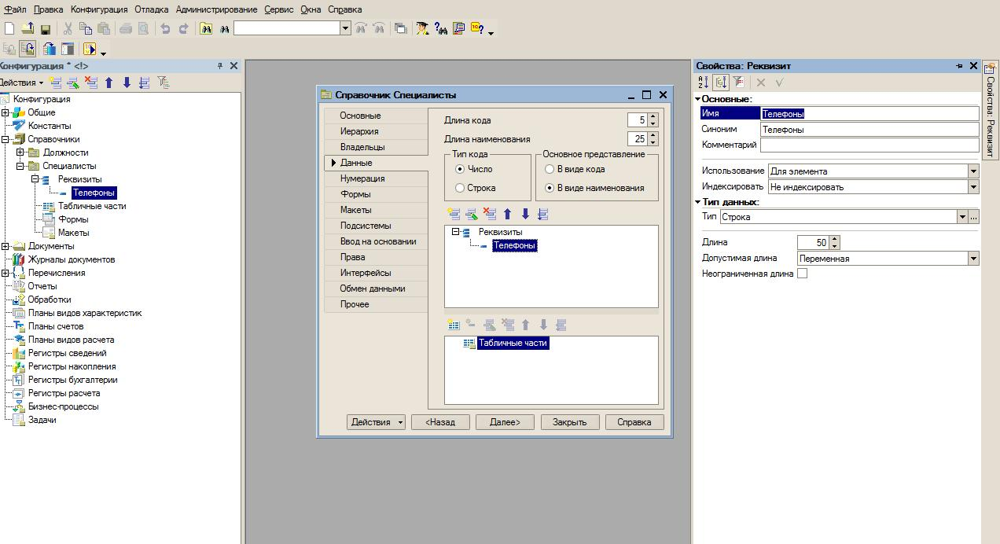 Файл Правка Конфигурация Отладка Администрирование Сервис Окна Справка
Конфигурация * <!>
Действия
Конфигурация
Общие
Константы
Справочники
Должности
Специалисты
Реквизиты
Телефоны
Табличные части
Формы
Макеты
Документы
Журналы документов
Перечисления
Отчеты
Обработки
Планы видов характеристик
Планы счетов
Планы видов расчета
Регистры сведений
Регистры накопления
Регистры бухгалтерии
Регистры расчета
Бизнес-процессы
Задачи
Справочник Специалисты
Основные
Иерархия
Владельцы
Данные
Нумерация
Формы
Макеты
Подсистемы
Ввод на основании
Права
Интерфейсы
Обмен данными
Прочее
Длина кода 5
Длина наименования 25
Тип кода
Число
Строка
Основное представление
В виде кода
В виде наименования
Реквизиты
Телефоны
Табличные части
Действия <Назад Далее> Закрыть Справка
Свойства: Реквизит
Основные:
Имя Телефоны
Синоним Телефоны
Комментарий
Использование Для элемента
Индексировать Не индексировать
Тип данных:
Тип Строка ...
Длина 50
Допустимая длина Переменная
Неограниченная длина
Свойства: Реквизит